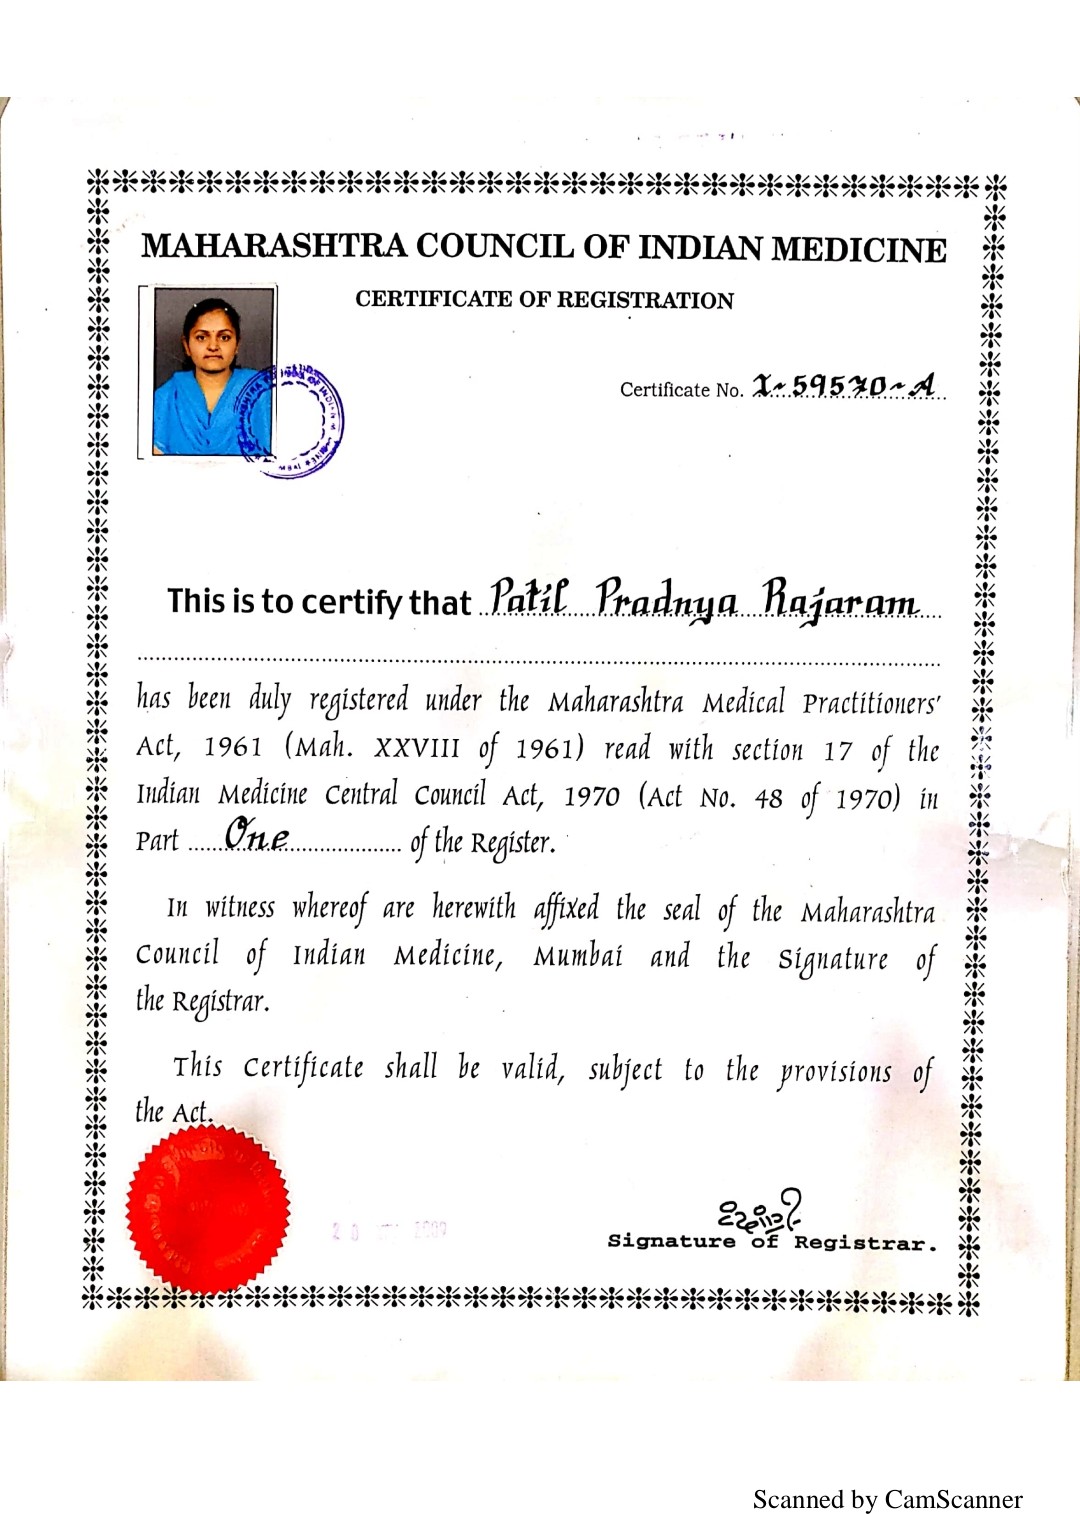 MAHARASHTRA COUNCIL OF INDIAN MEDICINE
CERTIFICATE OF REGISTRATION
Certificate No. I-59570-A
This is to certify that Patil Pradnya Rajaram
has been duly registered under the Maharashtra Medical Practitioners'
Act, 1961 (Mah. XXVIII of 1961) read with section 17 of the
Indian Medicine Central Council Act, 1970 (Act No. 48 of 1970) in
Part One of the Register.
In witness whereof are herewith affixed the seal of the Maharashtra
Council of Indian Medicine, Mumbai and the Signature of
the Registrar.
This Certificate shall be valid, subject to the provisions of
the Act.
Signature of Registrar.
Scanned by CamScanner